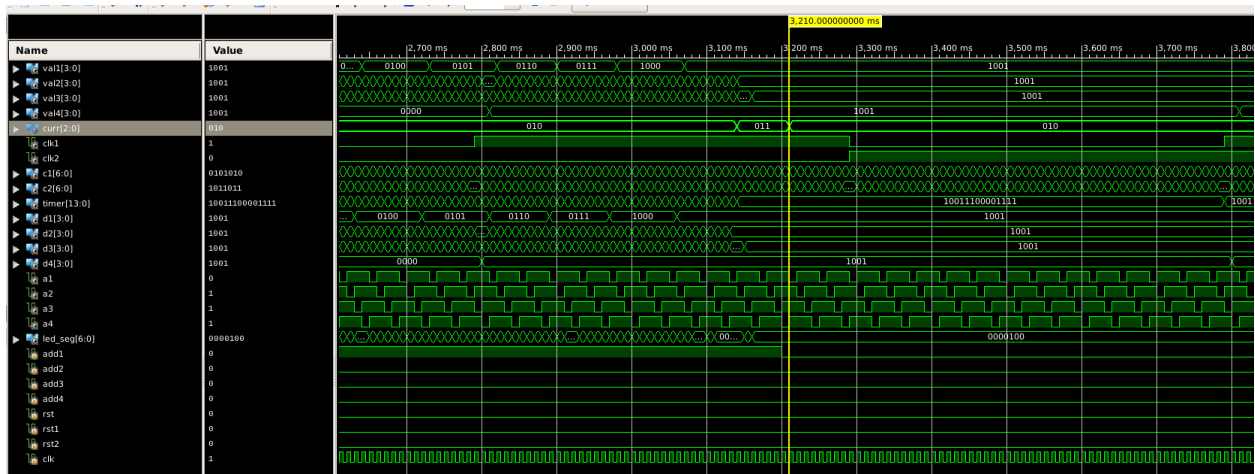 3,210.000000000 ms
Name Value
2,700 ms 2,800 ms 2,900 ms 3,000 ms 3,100 ms 3,200 ms 3,300 ms 3,400 ms 3,500 ms 3,600 ms 3,700 ms 3,80
val1[3:0] 1001 0... 0100 0101 0110 0111 1000 1001
val2[3:0] 1001 ... 1001
val3[3:0] 1001 ... 1001
val4[3:0] 1001 0000 1001
curr[2:0] 010 010 011 010
clk1 1
clk2 0
c1[6:0] 0101010
c2[6:0] 1011011 ... ... ...
timer[13:0] 10011100001111 10011100001111 1001
d1[3:0] 1001 ... 0100 0101 0110 0111 1000 1001
d2[3:0] 1001 ... 1001
d3[3:0] 1001 ... 1001
d4[3:0] 1001 0000 1001
a1 0
a2 1
a3 1
a4 1
led_seg[6:0] 0000100 ... ... ... 00... 0000100
add1 0
add2 0
add3 0
add4 0
rst 0
rst1 0
rst2 0
clk 1